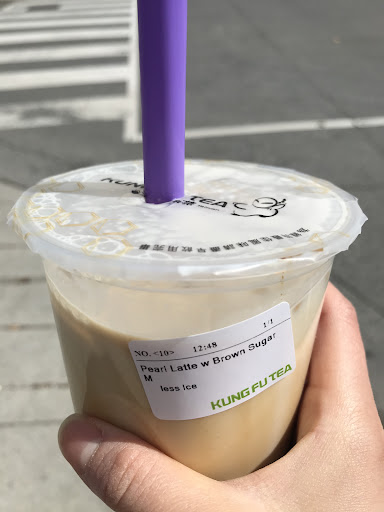 KUNG FU TEA
NO. <10> 12:48 1/1
Pearl Latte w Brown Sugar
M
less ice
KUNG FU TEA